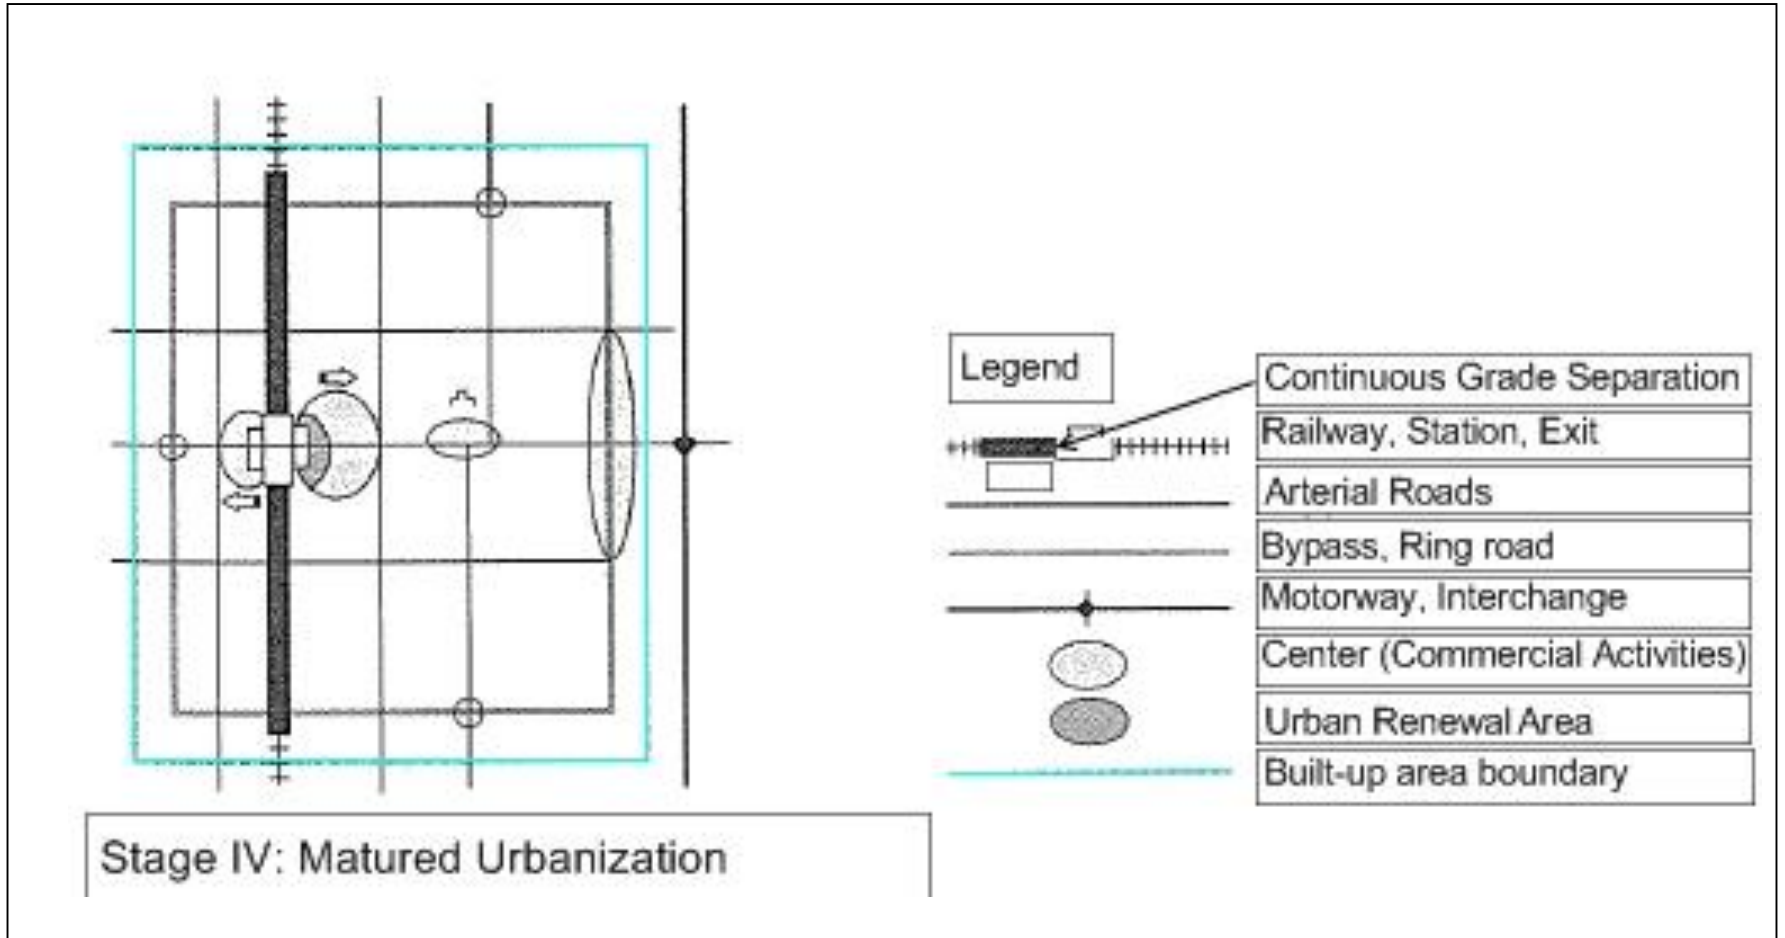 Legend
Continuous Grade Separation
Railway, Station, Exit
Arterial Roads
Bypass, Ring road
Motorway, Interchange
Center (Commercial Activities)
Urban Renewal Area
Built-up area boundary
Stage IV: Matured Urbanization